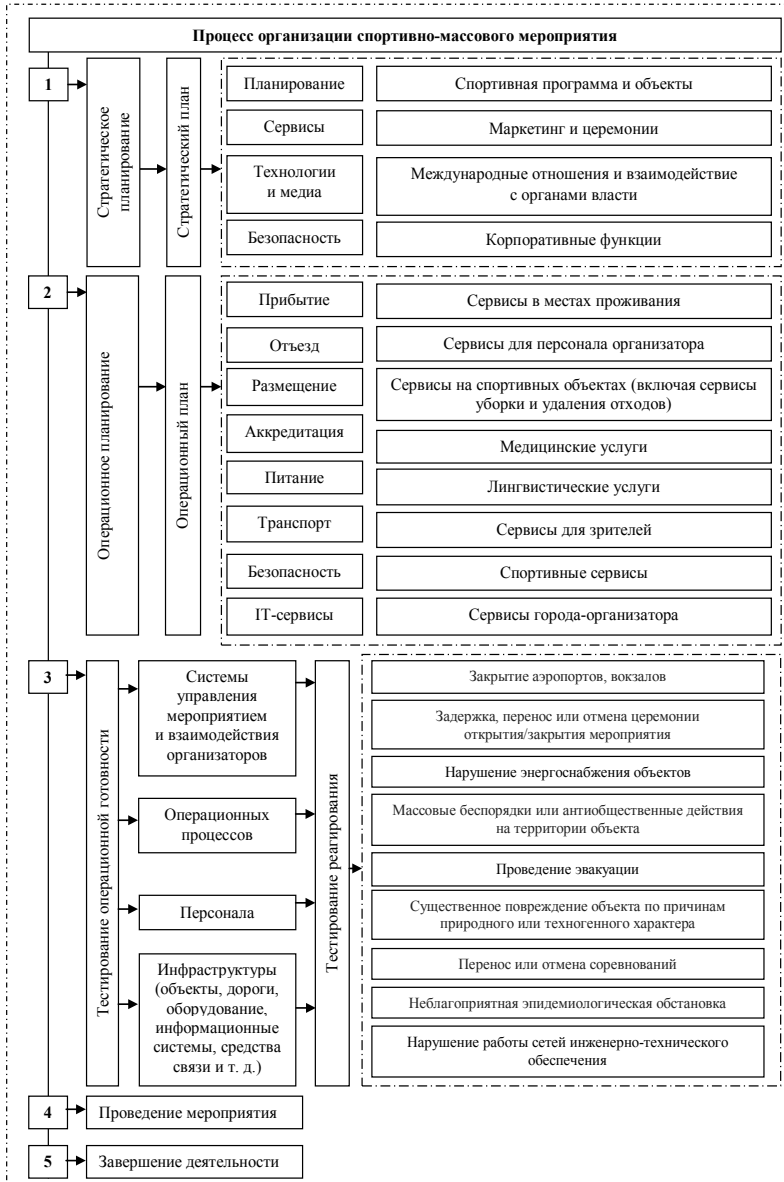 Процесс организации спортивно-массового мероприятия
1
Стратегическое
планирование
Стратегический план
Планирование
Спортивная программа и объекты
Сервисы
Маркетинг и церемонии
Технологии
и медиа
Международные отношения и взаимодействие
с органами власти
Безопасность
Корпоративные функции
2
Операционное планирование
Операционный план
Прибытие
Сервисы в местах проживания
Отъезд
Сервисы для персонала организатора
Размещение
Сервисы на спортивных объектах (включая сервисы
уборки и удаления отходов)
Аккредитация
Медицинские услуги
Питание
Лингвистические услуги
Транспорт
Сервисы для зрителей
Безопасность
Спортивные сервисы
IT-сервисы
Сервисы города-организатора
3
Тестирование операционной готовности
Системы
управления
мероприятием
и взаимодействия
организаторов
Операционных
процессов
Персонала
Инфраструктуры
(объекты, дороги,
оборудование,
информационные
системы, средства
связи и т. д.)
Тестирование реагирования
Закрытие аэропортов, вокзалов
Задержка, перенос или отмена церемонии
открытия/закрытия мероприятия
Нарушение энергоснабжения объектов
Массовые беспорядки или антиобщественные действия
на территории объекта
Проведение эвакуации
Существенное повреждение объекта по причинам
природного или техногенного характера
Перенос или отмена соревнований
Неблагоприятная эпидемиологическая обстановка
Нарушение работы сетей инженерно-технического
обеспечения
4
Проведение мероприятия
5
Завершение деятельности